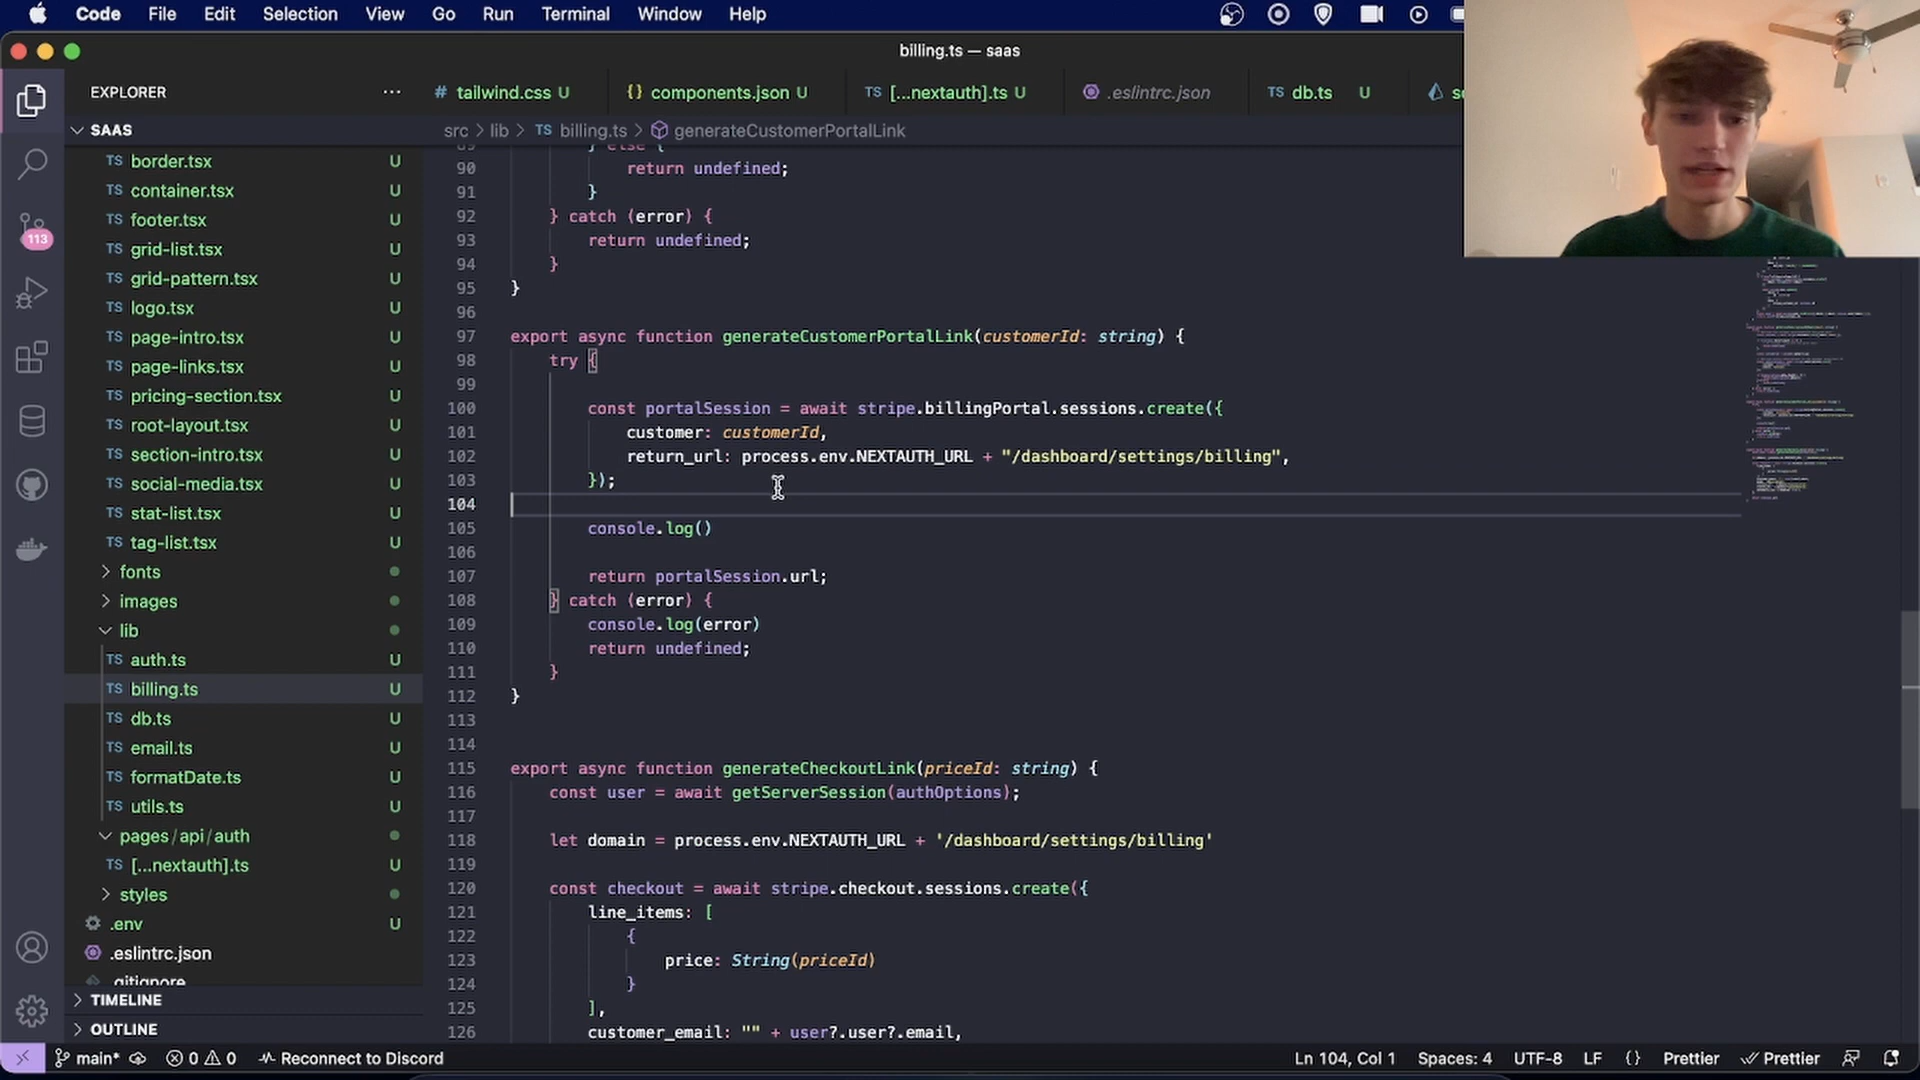 Code File Edit Selection View Go Run Terminal Window Help
billing.ts — saas
EXPLORER ···
# tailwind.css U {} components.json U TS [...nextauth].ts U .eslintrc.json TS db.ts U
SAAS
src > lib > TS billing.ts > generateCustomerPortalLink
TS border.tsx U
TS container.tsx U
TS footer.tsx U
TS grid-list.tsx U
TS grid-pattern.tsx U
TS logo.tsx U
TS page-intro.tsx U
TS page-links.tsx U
TS pricing-section.tsx U
TS root-layout.tsx U
TS section-intro.tsx U
TS social-media.tsx U
TS stat-list.tsx U
TS tag-list.tsx U
fonts
images
lib
TS auth.ts U
TS billing.ts U
TS db.ts U
TS email.ts U
TS formatDate.ts U
TS utils.ts U
pages/api/auth
TS [...nextauth].ts U
styles
.env U
.eslintrc.json
.gitignore
TIMELINE
OUTLINE
113
89 } else {
90 return undefined;
91 }
92 } catch (error) {
93 return undefined;
94 }
95 }
96
97 export async function generateCustomerPortalLink(customerId: string) {
98 try {
99
100 const portalSession = await stripe.billingPortal.sessions.create({
101 customer: customerId,
102 return_url: process.env.NEXTAUTH_URL + "/dashboard/settings/billing",
103 });
104
105 console.log()
106
107 return portalSession.url;
108 } catch (error) {
109 console.log(error)
110 return undefined;
111 }
112 }
113
114
115 export async function generateCheckoutLink(priceId: string) {
116 const user = await getServerSession(authOptions);
117
118 let domain = process.env.NEXTAUTH_URL + '/dashboard/settings/billing'
119
120 const checkout = await stripe.checkout.sessions.create({
121 line_items: [
122 {
123 price: String(priceId)
124 }
125 ],
126 customer_email: "" + user?.user?.email,
main* 0 0 Reconnect to Discord Ln 104, Col 1 Spaces: 4 UTF-8 LF {} Prettier Prettier